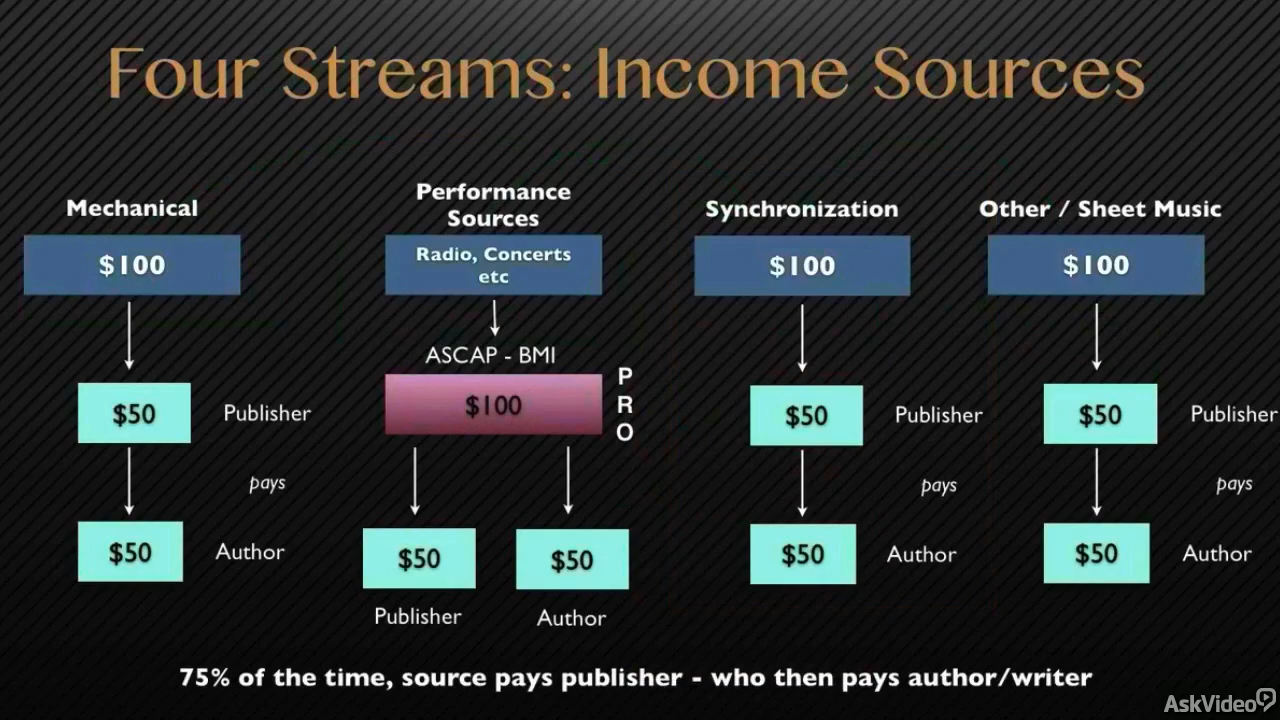 Four Streams: Income Sources
Mechanical
$100
$50 Publisher
pays
$50 Author
Performance
Sources
Radio, Concerts
etc
ASCAP - BMI
$100
P
R
O
$50
Publisher
$50
Author
Synchronization
$100
$50 Publisher
pays
$50 Author
Other / Sheet Music
$100
$50 Publisher
pays
$50 Author
75% of the time, source pays publisher - who then pays author/writer
AskVideo